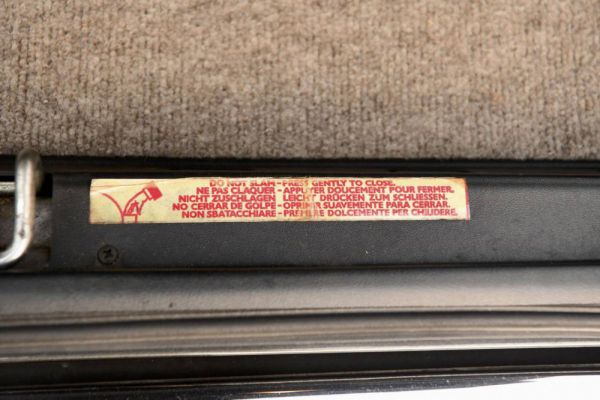 DO NOT SLAM-PRESS GENTLY TO CLOSE.
NE PAS CLAQUER-APPUYER DOUCEMENT POUR FERMER.
NICHT ZUSCHLAGEN LEICHT DRÜCKEN ZUM SCHLIESSEN.
NO CERRAR DE GOLPE-OPRIMIR SUAVEMENTE PARA CERRAR.
NON SBATACCHIARE-PREMERE DOLCEMENTE PER CHIUDERE.